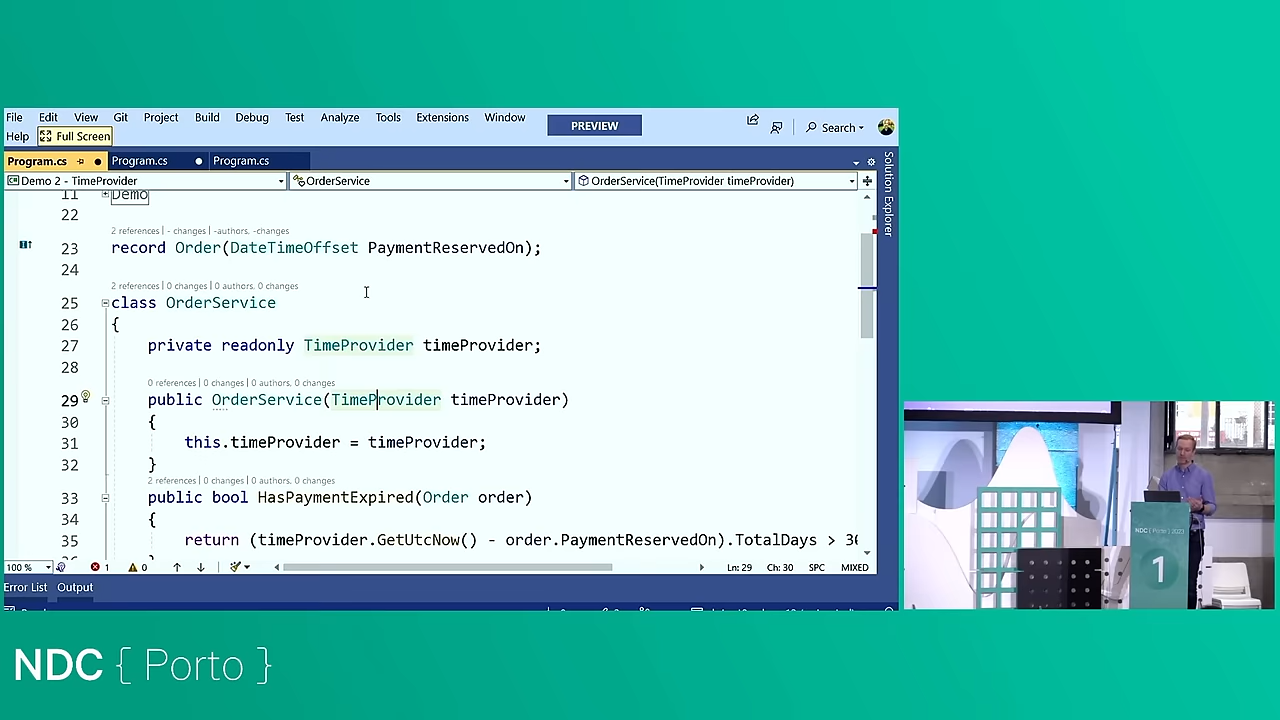 File Edit View Git Project Build Debug Test Analyze Tools Extensions Window
PREVIEW
Search
Help Full Screen
Program.cs Program.cs Program.cs
Demo 2 - TimeProvider OrderService OrderService(TimeProvider timeProvider)
Solution Explorer
11 Demo
22
2 references | - changes | -authors, -changes
23 record Order(DateTimeOffset PaymentReservedOn);
24
2 references | 0 changes | 0 authors, 0 changes
25 class OrderService
26 {
27 private readonly TimeProvider timeProvider;
28
0 references | 0 changes | 0 authors, 0 changes
29 public OrderService(TimeProvider timeProvider)
30 {
31 this.timeProvider = timeProvider;
32 }
2 references | 0 changes | 0 authors, 0 changes
33 public bool HasPaymentExpired(Order order)
34 {
35 return (timeProvider.GetUtcNow() - order.PaymentReservedOn).TotalDays > 30
100 % 1 0 Ln: 29 Ch: 30 SPC MIXED
Error List Output
NDC { Porto } 2023
1
NDC { Porto }